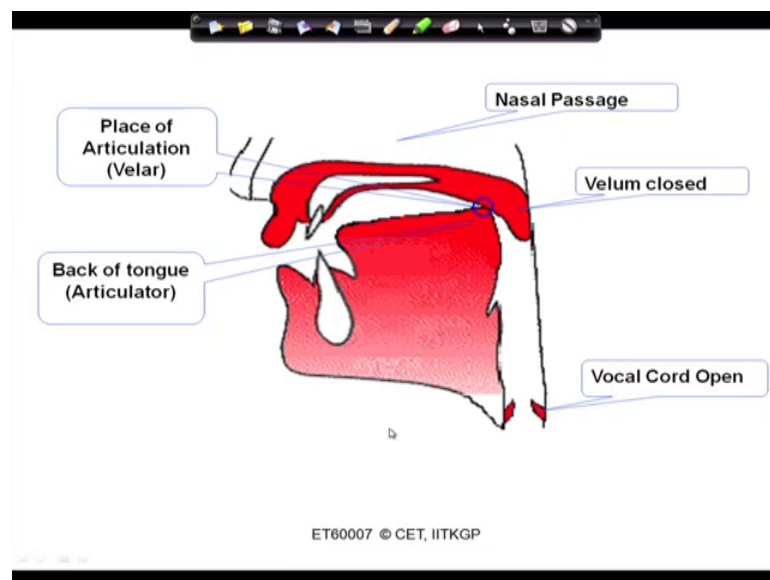 Nasal Passage
Place of
Articulation
(Velar)
Velum closed
Back of tongue
(Articulator)
Vocal Cord Open
ET60007 © CET, IITKGP